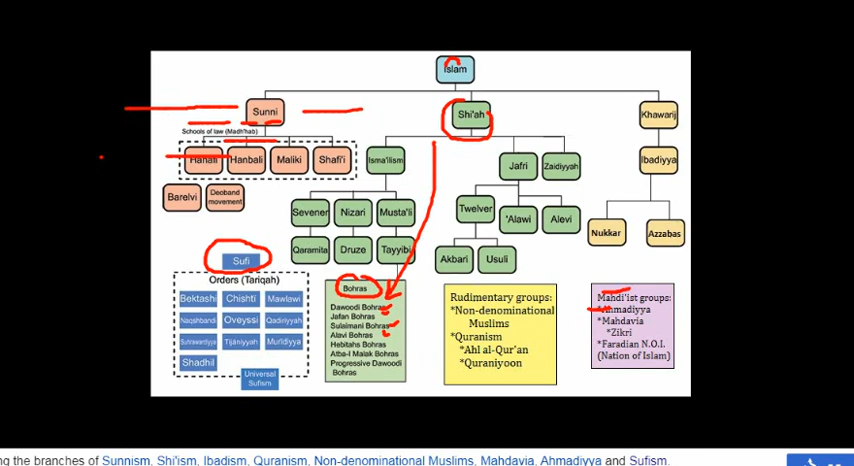 Islam
Sunni
Shi'ah
Khawarij
Schools of law (Madh'hab)
Hanafi
Hanbali
Maliki
Shafi'i
Isma'ilism
Jafri
Zaidiyyah
Ibadiyya
Barelvi
Deoband
movement
Sevener
Nizari
Musta'li
Twelver
'Alawi
Alevi
Nukkar
Azzabas
Qaramita
Druze
Tayyibi
Akbari
Usuli
Sufi
Orders (Tariqah)
Bektashi
Chishti
Mawlawi
Naqshbandi
Oveyssi
Qadiriyyah
Suhrawardiyya
Tijāniyyah
Murīdiyya
Shadhil
Universal
Sufism
Bohras
Dawoodi Bohras
Jafari Bohras
Sulaimani Bohras
Alavi Bohras
Hebtiahs Bohras
Atba-I Malak Bohras
Progressive Dawoodi
Bohras
Rudimentary groups:
*Non-denominational
Muslims
*Quranism
*Ahl al-Qur'an
*Quraniyoon
Mahdi'ist groups:
*Ahmadiyya
*Mahdavia
*Zikri
*Faradian N.O.I.
(Nation of Islam)
ng the branches of Sunnism, Shi'ism, Ibadism, Quranism, Non-denominational Muslims, Mahdavia, Ahmadiyya and Sufism.